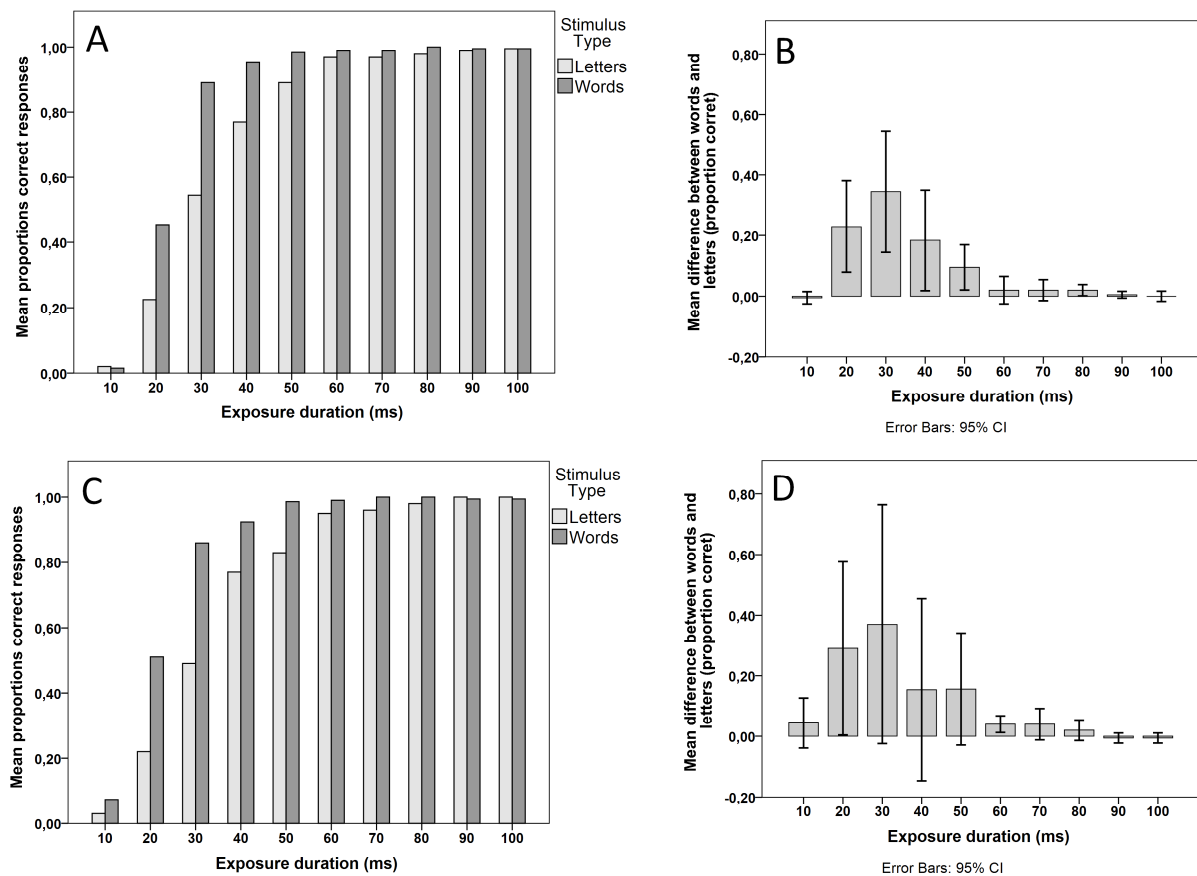 A
Stimulus
Type
Letters
Words
1,00
0,80
0,60
0,40
0,20
0,00
Mean proportions correct responses
10 20 30 40 50 60 70 80 90 100
Exposure duration (ms)
B
0,80
0,60
0,40
0,20
0,00
-0,20
Mean difference between words and
letters (proportion corret)
10 20 30 40 50 60 70 80 90 100
Exposure duration (ms)
Error Bars: 95% CI
C
Stimulus
Type
Letters
Words
1,00
0,80
0,60
0,40
0,20
0,00
Mean proportions correct responses
10 20 30 40 50 60 70 80 90 100
Exposure duration (ms)
D
0,80
0,60
0,40
0,20
0,00
-0,20
Mean difference between words and
letters (proportion corret)
10 20 30 40 50 60 70 80 90 100
Exposure duration (ms)
Error Bars: 95% CI